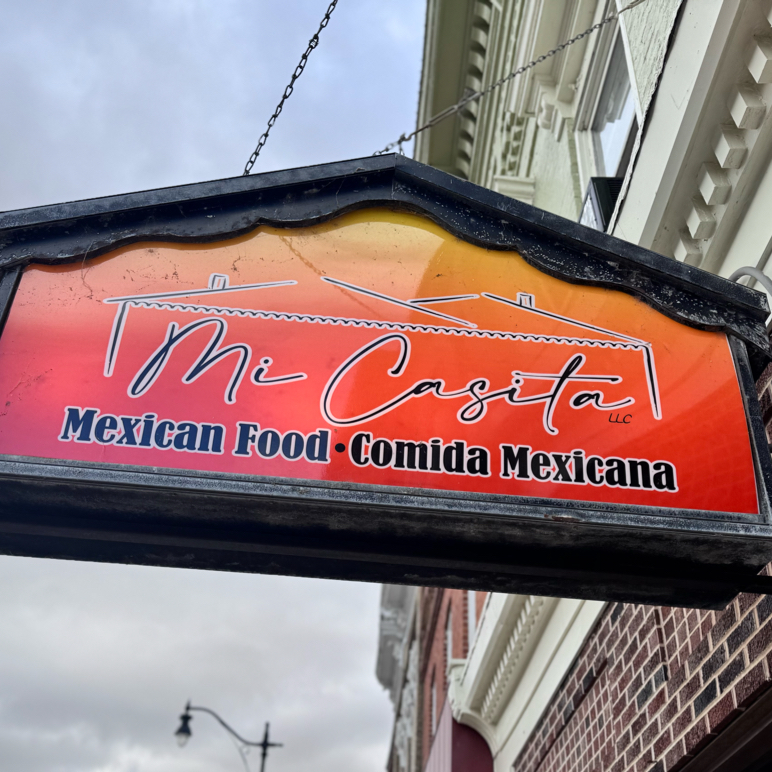 Mi Casita LLC
Mexican Food • Comida Mexicana